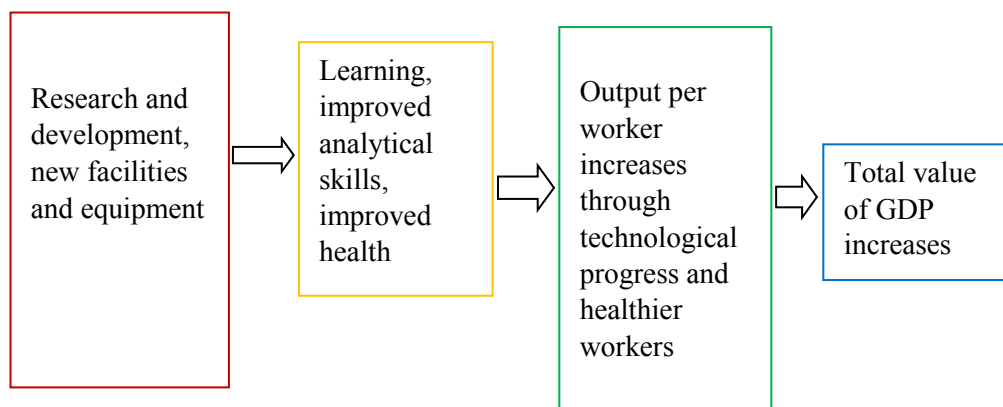 Research and
development,
new facilities
and equipment
Learning,
improved
analytical
skills,
improved
health
Output per
worker
increases
through
technological
progress and
healthier
workers
Total value
of GDP
increases